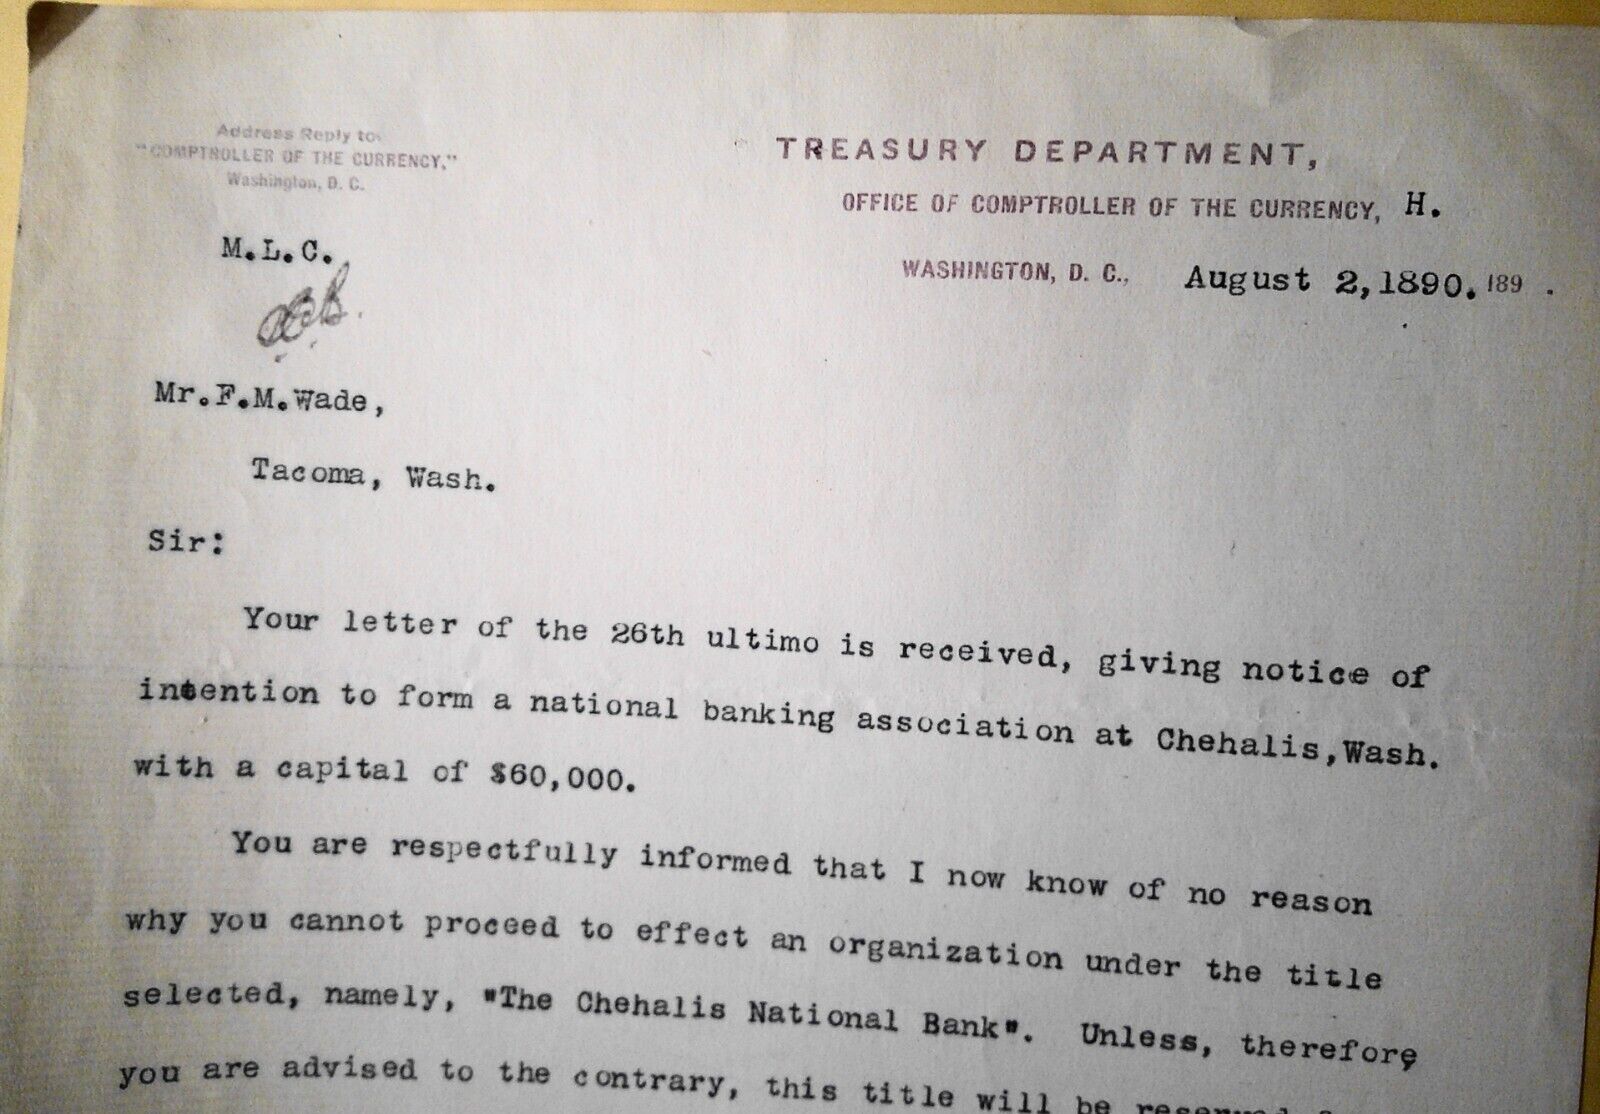 Address Reply to
"COMPTROLLER OF THE CURRENCY,"
Washington, D. C.
TREASURY DEPARTMENT,
OFFICE OF COMPTROLLER OF THE CURRENCY, H.
WASHINGTON, D. C., August 2,1890. 189 .
M.L.C.
Mr.F.M.Wade,
Tacoma, Wash.
Sir:
Your letter of the 26th ultimo is received, giving notice of
intention to form a national banking association at Chehalis,Wash.
with a capital of $60,000.
You are respectfully informed that I now know of no reason
why you cannot proceed to effect an organization under the title
selected, namely, "The Chehalis National Bank". Unless, therefore,
you are advised to the contrary, this title will be